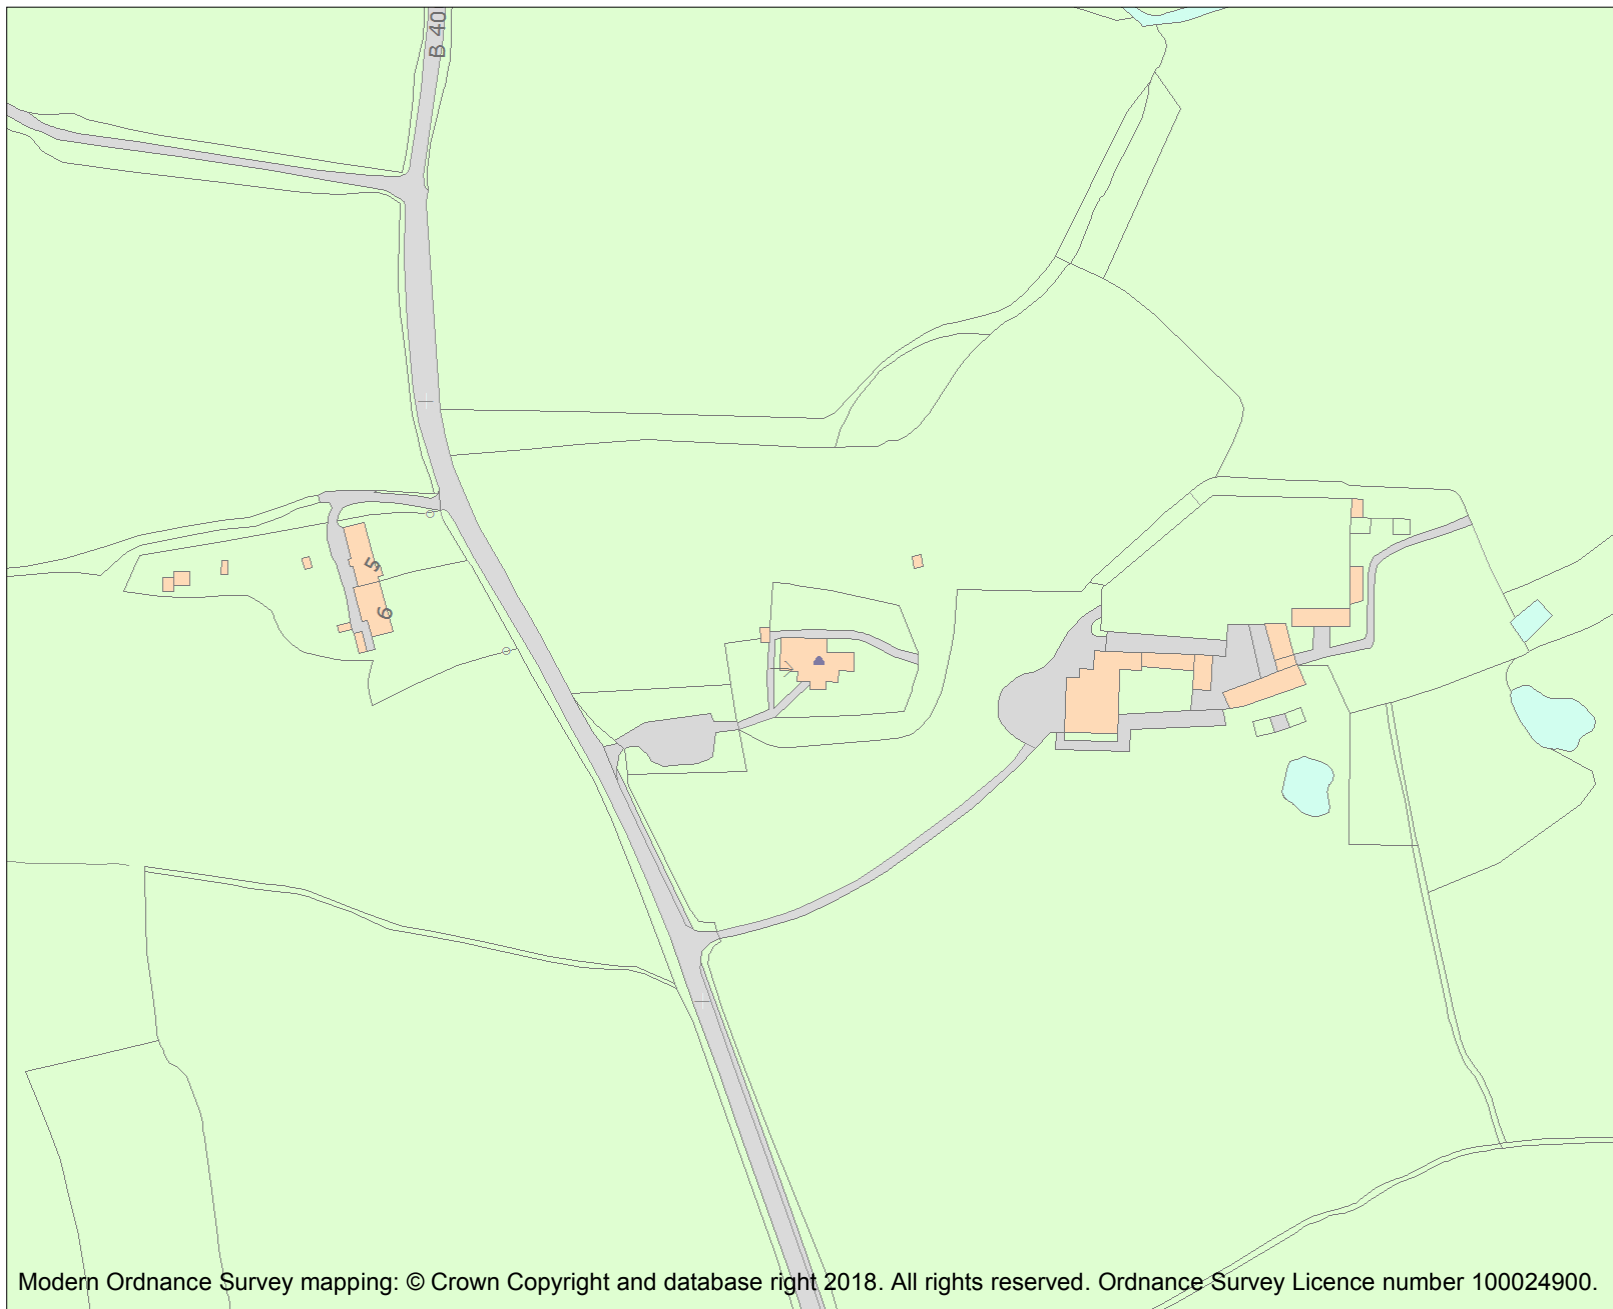 B 40
5
6
Modern Ordnance Survey mapping: © Crown Copyright and database right 2018. All rights reserved. Ordnance Survey Licence number 100024900.